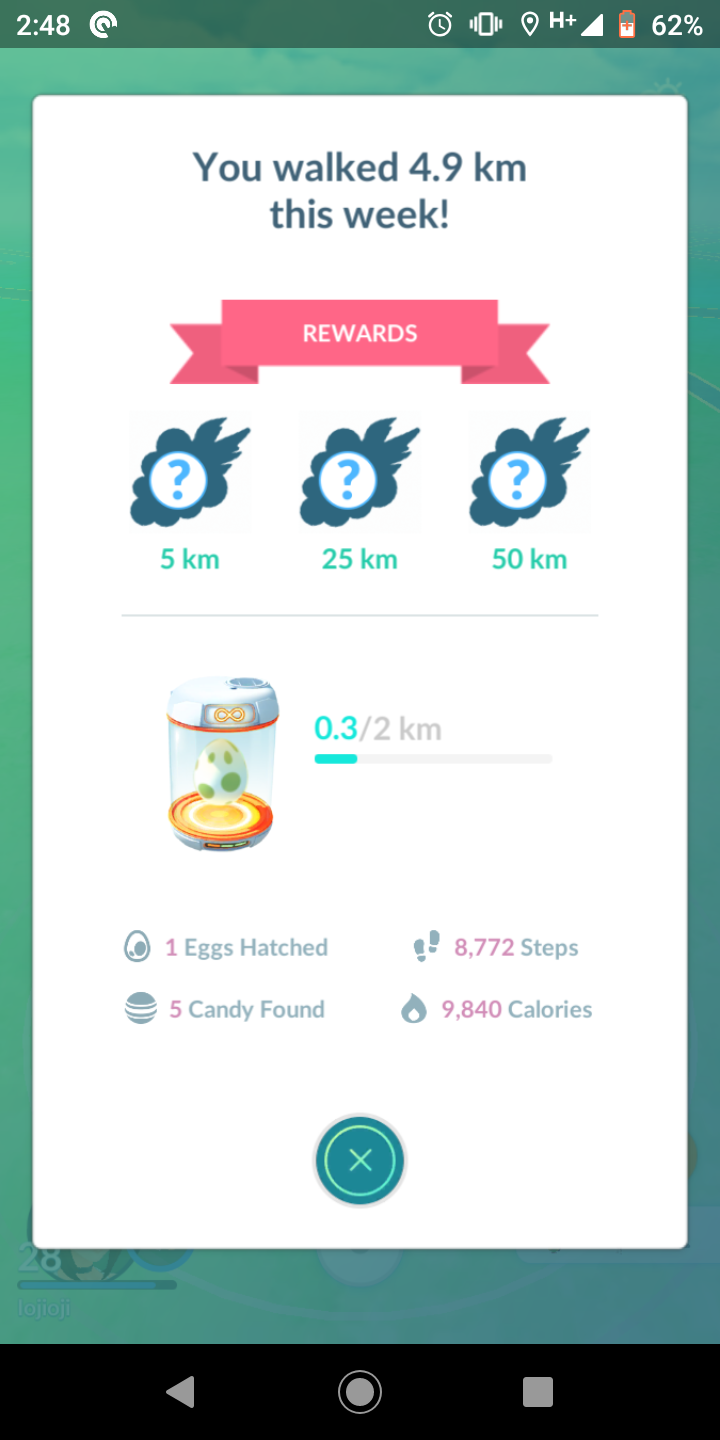 2:48
H+
62%
You walked 4.9 km
this week!
REWARDS
? ? ?
5 km 25 km 50 km
0.3/2 km
1 Eggs Hatched
8,772 Steps
5 Candy Found
9,840 Calories
28
lojioji